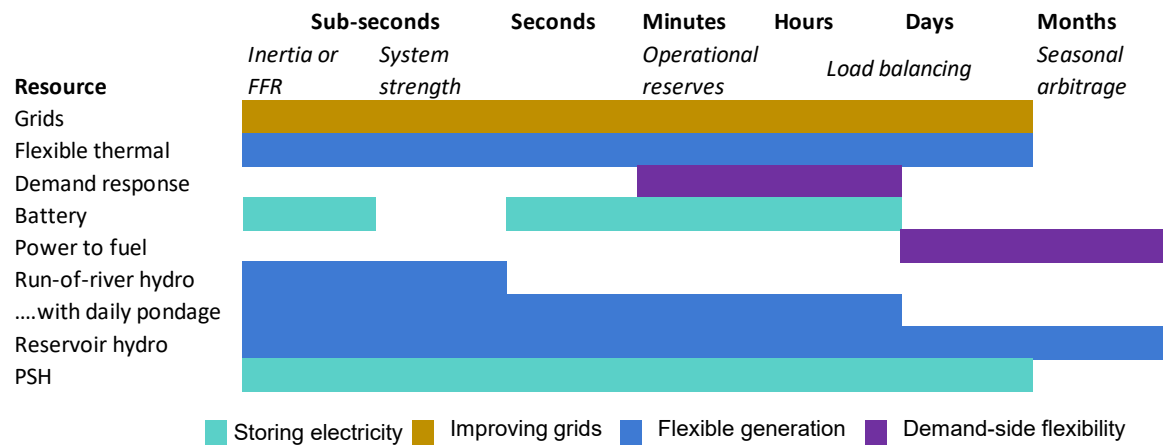 Sub-seconds Seconds Minutes Hours Days Months
Inertia or System Operational Load balancing Seasonal
Resource FFR strength reserves arbitrage
Grids
Flexible thermal
Demand response
Battery
Power to fuel
Run-of-river hydro
....with daily pondage
Reservoir hydro
PSH
Storing electricity Improving grids Flexible generation Demand-side flexibility